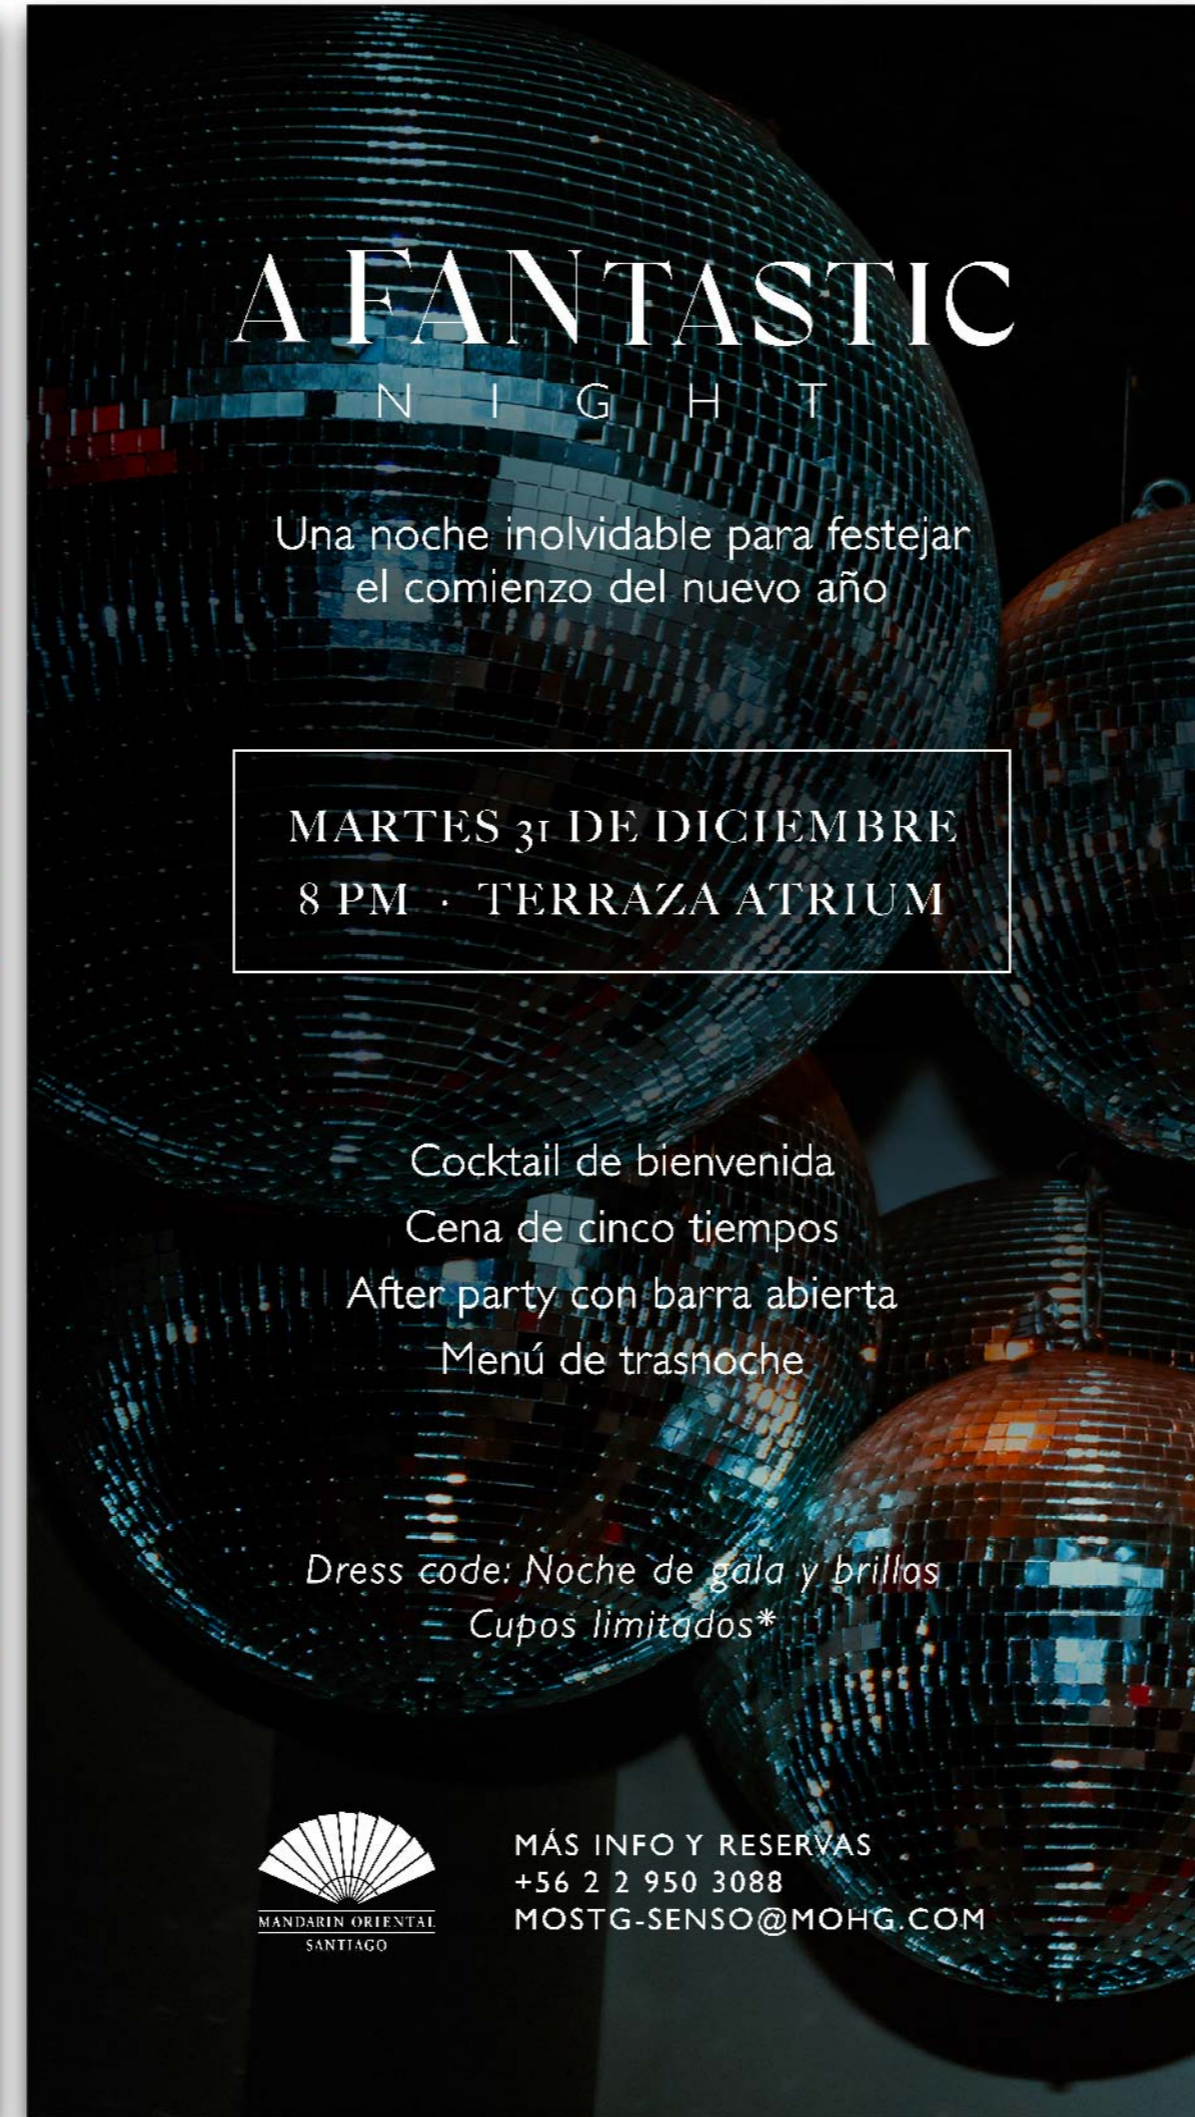 A FANTASTIC
NIGHT
Una noche inolvidable para festejar
el comienzo del nuevo año
MARTES 31 DE DICIEMBRE
8 PM · TERRAZA ATRIUM
Cocktail de bienvenida
Cena de cinco tiempos
After party con barra abierta
Menú de trasnoche
Dress code: Noche de gala y brillos
Cupos limitados*
MANDARIN ORIENTAL
SANTIAGO
MÁS INFO Y RESERVAS
+56 2 2 950 3088
MOSTG-SENSO@MOHG.COM